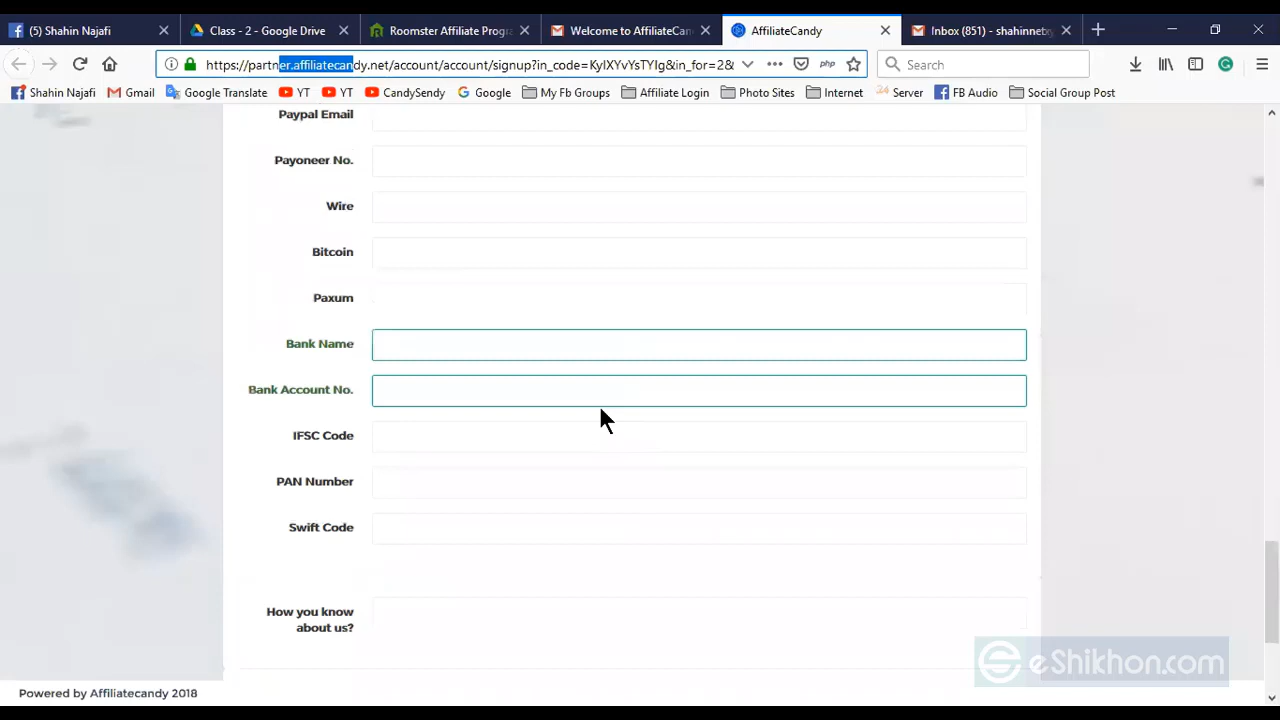 (5) Shahin Najafi
Class - 2 - Google Drive
Roomster Affiliate Progra
Welcome to AffiliateCan
AffiliateCandy
Inbox (851) - shahinneti
https://partner.affiliatecandy.net/account/account/signup?in_code=KyIXYvYsTYIg&in_for=2&
php
Search
Shahin Najafi
Gmail
Google Translate
YT
YT
CandySendy
Google
My Fb Groups
Affiliate Login
Photo Sites
Internet
24 Server
FB Audio
Social Group Post
Paypal Email
Payoneer No.
Wire
Bitcoin
Paxum
Bank Name
Bank Account No.
IFSC Code
PAN Number
Swift Code
How you know
about us?
eShikhon.com
Powered by Affiliatecandy 2018